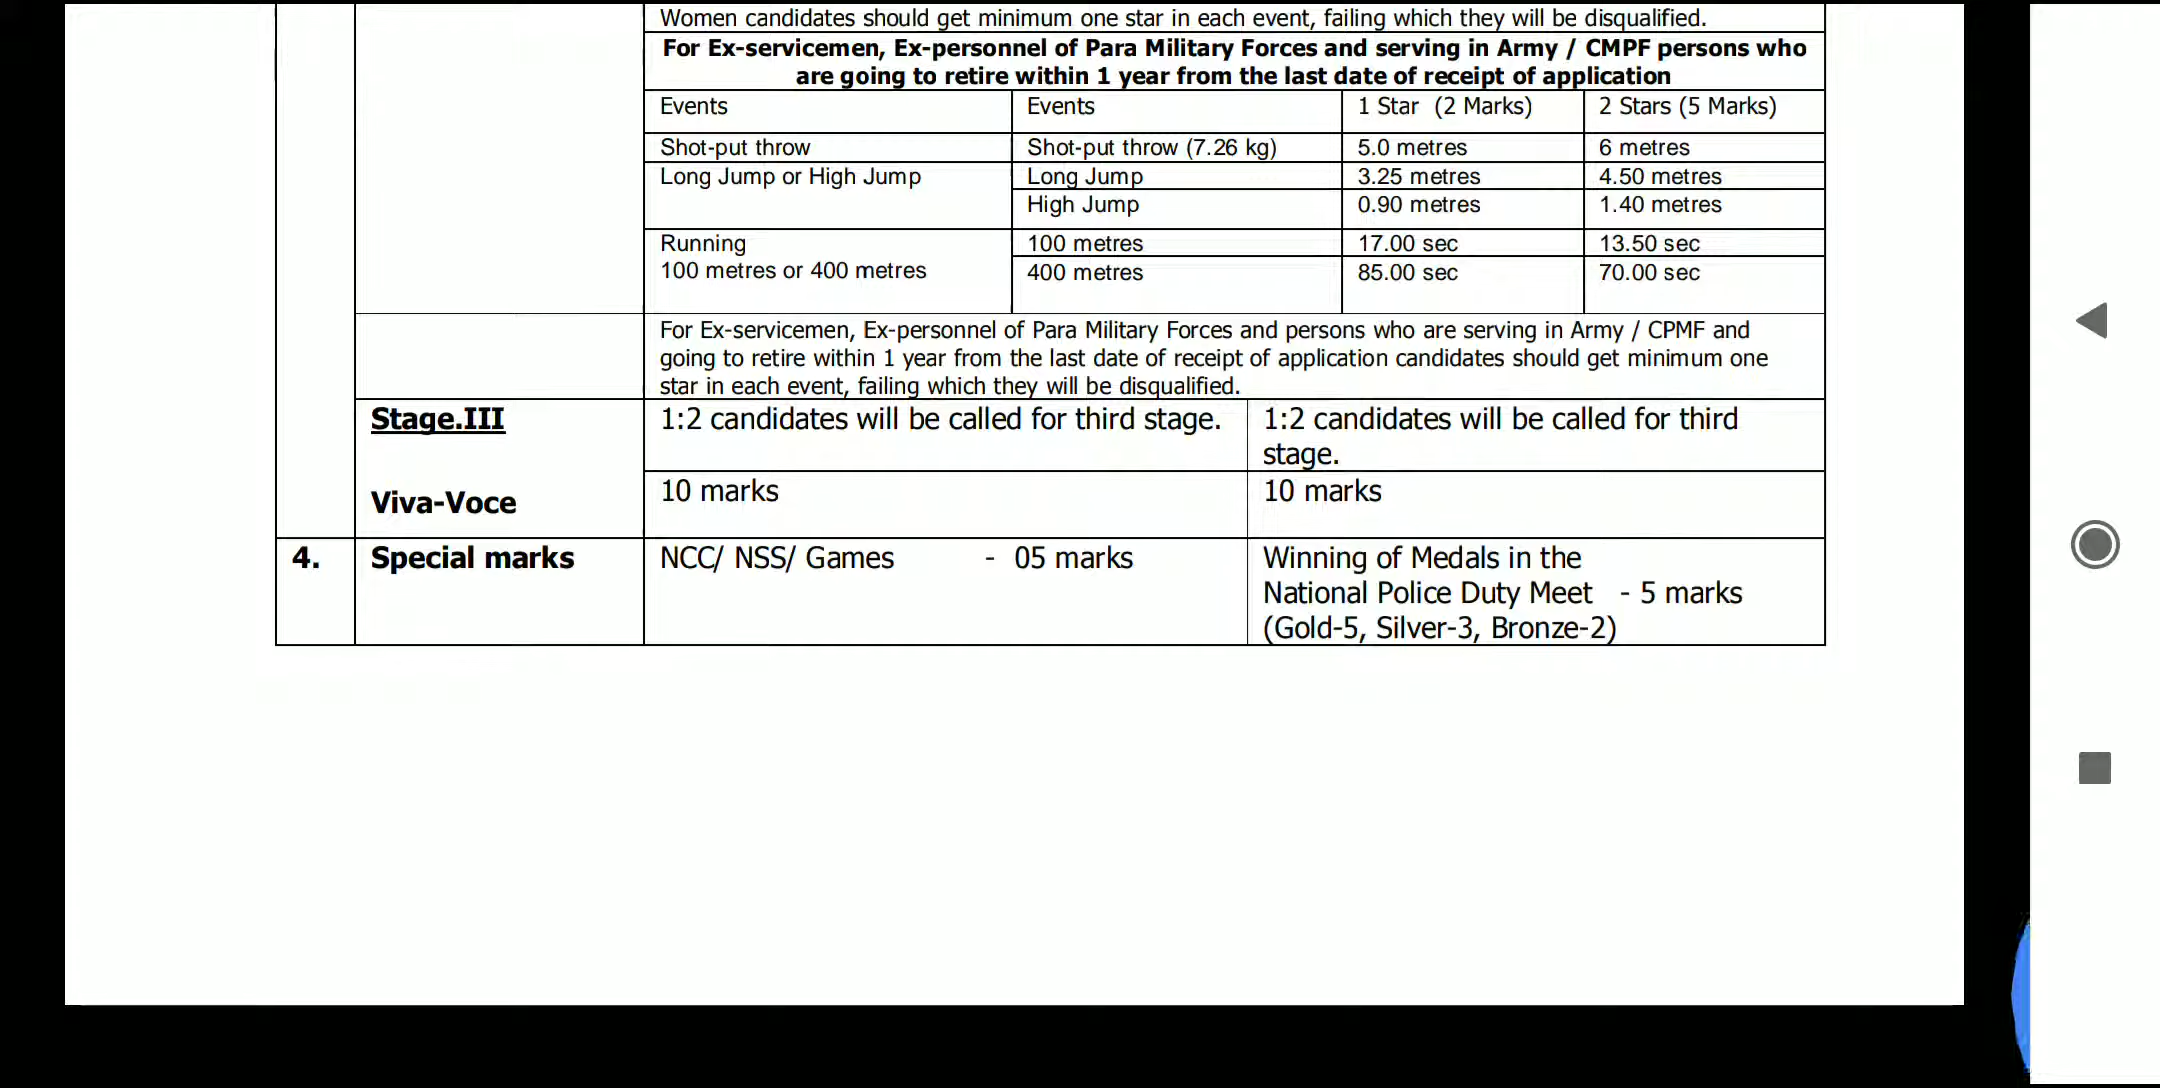 Women candidates should get minimum one star in each event, failing which they will be disqualified.
For Ex-servicemen, Ex-personnel of Para Military Forces and serving in Army / CMPF persons who
are going to retire within 1 year from the last date of receipt of application
Events Events 1 Star (2 Marks) 2 Stars (5 Marks)
Shot-put throw Shot-put throw (7.26 kg) 5.0 metres 6 metres
Long Jump or High Jump Long Jump 3.25 metres 4.50 metres
High Jump 0.90 metres 1.40 metres
Running 100 metres 17.00 sec 13.50 sec
100 metres or 400 metres 400 metres 85.00 sec 70.00 sec
For Ex-servicemen, Ex-personnel of Para Military Forces and persons who are serving in Army / CPMF and
going to retire within 1 year from the last date of receipt of application candidates should get minimum one
star in each event, failing which they will be disqualified.
Stage.III 1:2 candidates will be called for third stage. 1:2 candidates will be called for third
stage.
Viva-Voce 10 marks 10 marks
4. Special marks NCC/ NSS/ Games - 05 marks Winning of Medals in the
National Police Duty Meet - 5 marks
(Gold-5, Silver-3, Bronze-2)